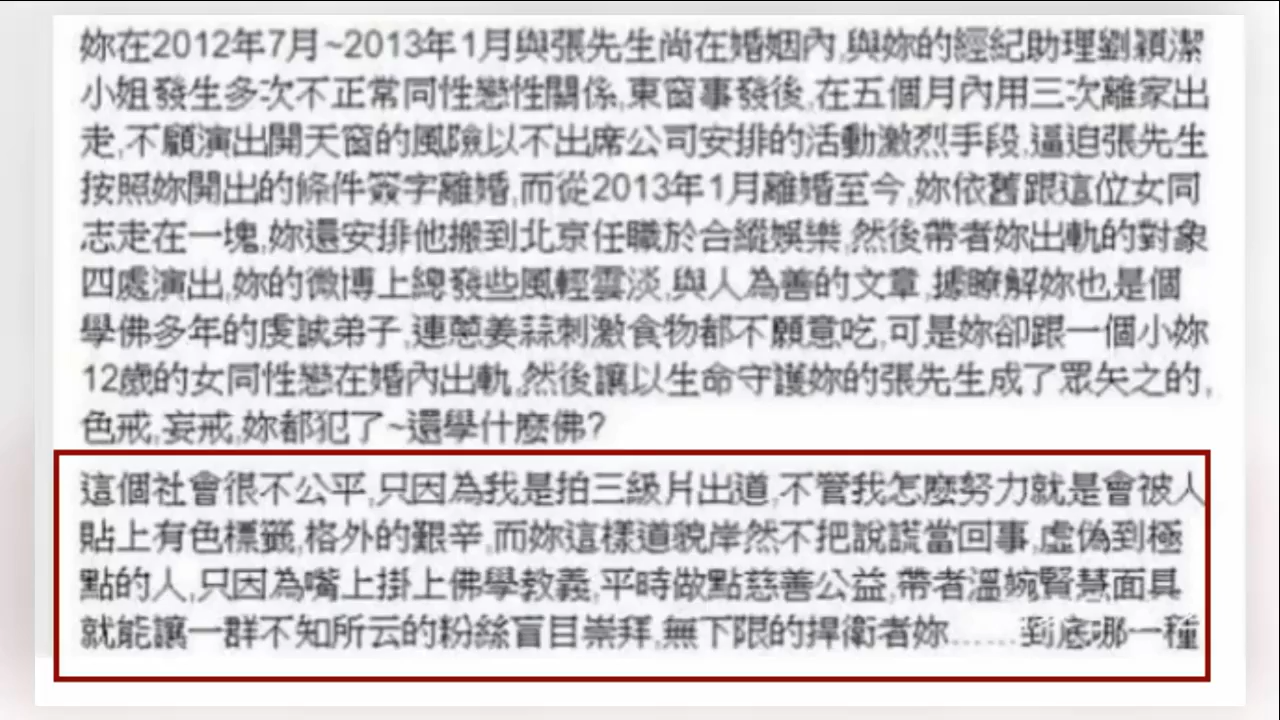 妳在2012年7月~2013年1月與張先生尚在婚姻內,與妳的經紀助理劉穎潔
小姐發生多次不正常同性戀性關係,東窗事發後,在五個月內用三次離家出
走,不顧演出開天窗的風險以不出席公司安排的活動激烈手段,逼迫張先生
按照妳開出的條件簽字離婚,而從2013年1月離婚至今,妳依舊跟這位女同
志走在一塊,妳還安排他搬到北京任職於合縱娛樂,然後帶者妳出軌的對象
四處演出,妳的微博上總發些風輕雲淡,與人為善的文章,據瞭解妳也是個
學佛多年的虔誠弟子,連蔥姜蒜刺激食物都不願意吃,可是妳卻跟一個小妳
12歲的女同性戀在婚內出軌,然後讓以生命守護妳的張先生成了眾矢之的,
色戒,妄戒,妳都犯了~還學什麼佛?
這個社會很不公平,只因為我是拍三級片出道,不管我怎麼努力就是會被人
貼上有色標籤,格外的艱辛,而妳這樣道貌岸然不把說謊當回事,虛偽到極
點的人,只因為嘴上掛上佛學教義,平時做點慈善公益,帶者溫婉賢慧面具
就能讓一群不知所云的粉絲盲目崇拜,無下限的捍衛者妳……到底哪一種